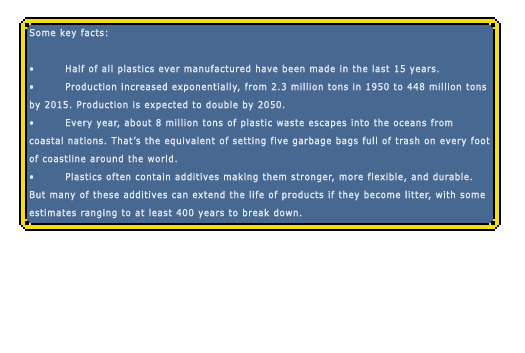 Some key facts:
• Half of all plastics ever manufactured have been made in the last 15 years.
• Production increased exponentially, from 2.3 million tons in 1950 to 448 million tons
by 2015. Production is expected to double by 2050.
• Every year, about 8 million tons of plastic waste escapes into the oceans from
coastal nations. That's the equivalent of setting five garbage bags full of trash on every foot
of coastline around the world.
• Plastics often contain additives making them stronger, more flexible, and durable.
But many of these additives can extend the life of products if they become litter, with some
estimates ranging to at least 400 years to break down.